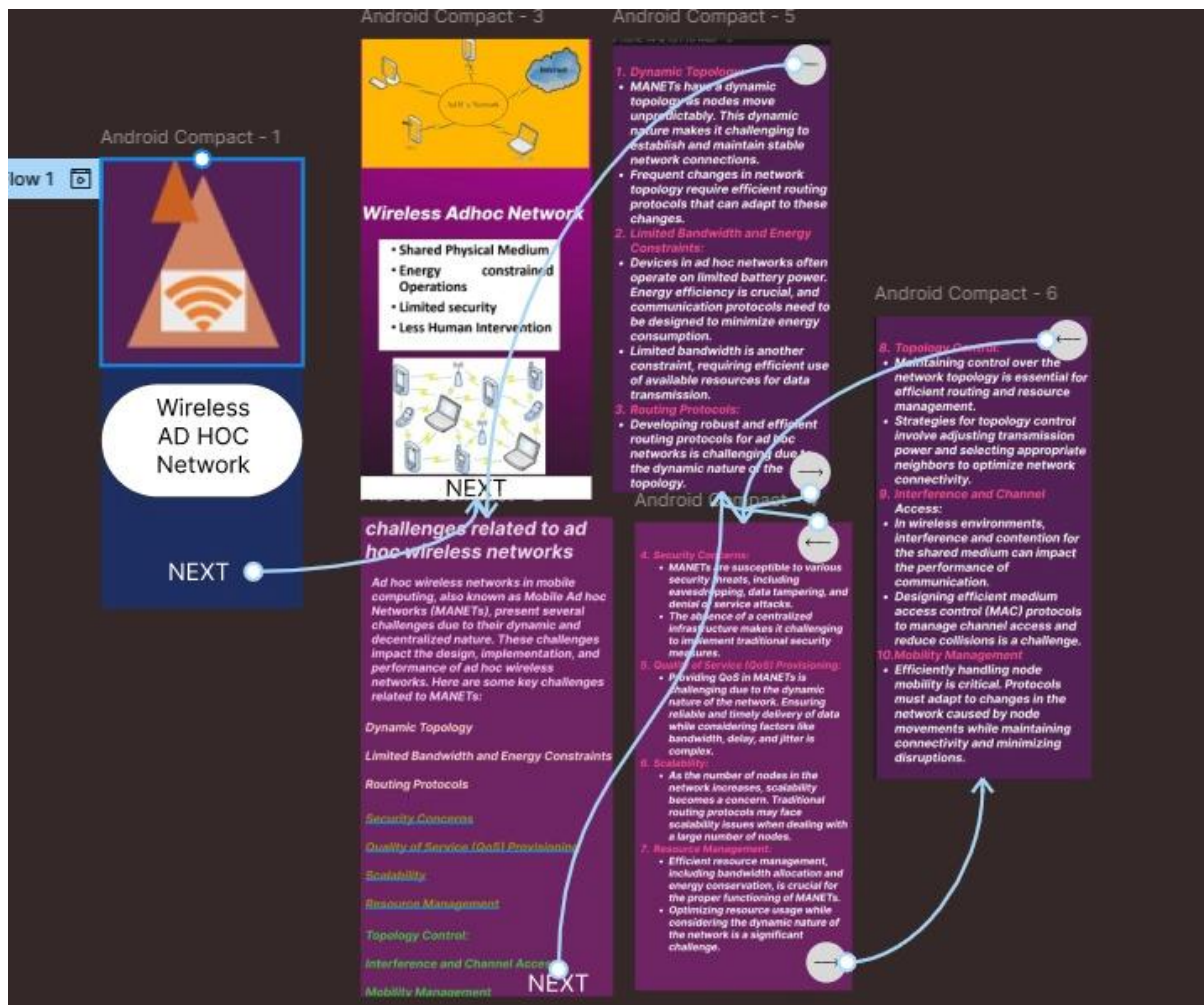 Android Compact - 1
Flow 1
Wireless
AD HOC
Network
NEXT
Android Compact - 3
Internet
Wireless Adhoc Network
• Shared Physical Medium
• Energy constrained
Operations
• Limited security
• Less Human Intervention
NEXT
challenges related to ad
hoc wireless networks
Ad hoc wireless networks in mobile
computing, also known as Mobile Ad hoc
Networks (MANETs), present several
challenges due to their dynamic and
decentralized nature. These challenges
impact the design, implementation, and
performance of ad hoc wireless
networks. Here are some key challenges
related to MANETs:
Dynamic Topology
Limited Bandwidth and Energy Constraints
Routing Protocols
Security Concerns
Quality of Service (QoS) Provisioning
Scalability
Resource Management
Topology Control:
Interference and Channel Access
Mobility Management
NEXT
Android Compact - 5
1. Dynamic Topology:
• MANETs have a dynamic
topology as nodes move
unpredictably. This dynamic
nature makes it challenging to
establish and maintain stable
network connections.
• Frequent changes in network
topology require efficient routing
protocols that can adapt to these
changes.
2. Limited Bandwidth and Energy
Constraints:
• Devices in ad hoc networks often
operate on limited battery power.
Energy efficiency is crucial, and
communication protocols need to
be designed to minimize energy
consumption.
• Limited bandwidth is another
constraint, requiring efficient use
of available resources for data
transmission.
3. Routing Protocols:
• Developing robust and efficient
routing protocols for ad hoc
networks is challenging due to
the dynamic nature of the
topology.
Android Compact
4. Security Concerns:
• MANETs are susceptible to various
security threats, including
eavesdropping, data tampering, and
denial of service attacks.
• The absence of a centralized
infrastructure makes it challenging
to implement traditional security
measures.
5. Quality of Service (QoS) Provisioning:
• Providing QoS in MANETs is
challenging due to the dynamic
nature of the network. Ensuring
reliable and timely delivery of data
while considering factors like
bandwidth, delay, and jitter is
complex.
6. Scalability:
• As the number of nodes in the
network increases, scalability
becomes a concern. Traditional
routing protocols may face
scalability issues when dealing with
a large number of nodes.
7. Resource Management:
• Efficient resource management,
including bandwidth allocation and
energy conservation, is crucial for
the proper functioning of MANETs.
• Optimizing resource usage while
considering the dynamic nature of
the network is a significant
challenge.
Android Compact - 6
8. Topology Control:
• Maintaining control over the
network topology is essential for
efficient routing and resource
management.
• Strategies for topology control
involve adjusting transmission
power and selecting appropriate
neighbors to optimize network
connectivity.
9. Interference and Channel
Access:
• In wireless environments,
interference and contention for
the shared medium can impact
the performance of
communication.
• Designing efficient medium
access control (MAC) protocols
to manage channel access and
reduce collisions is a challenge.
10.Mobility Management
• Efficiently handling node
mobility is critical. Protocols
must adapt to changes in the
network caused by node
movements while maintaining
connectivity and minimizing
disruptions.